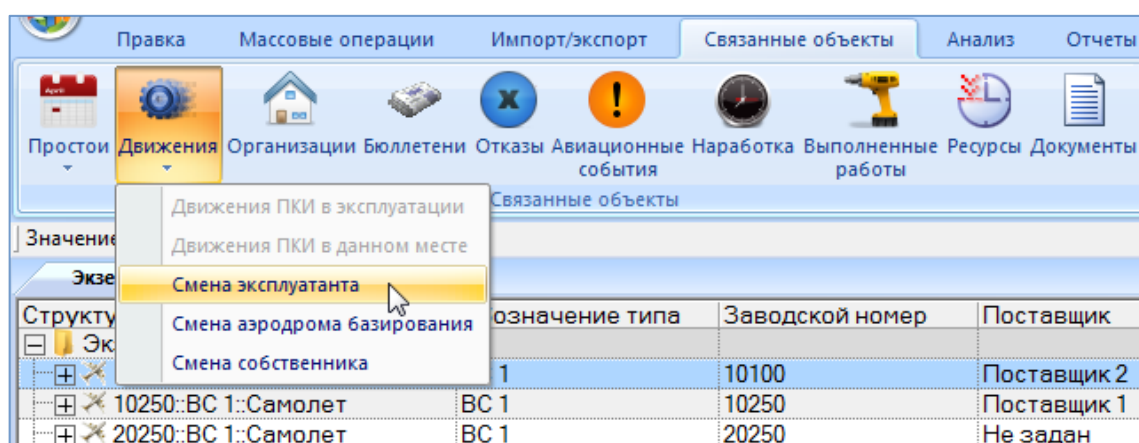 Правка Массовые операции Импорт/экспорт Связанные объекты Анализ Отчеты
April
Простои Движения Организации Бюллетени Отказы Авиационные события Наработка Выполненные работы Ресурсы Документы
Связанные объекты
Движения ПКИ в эксплуатации
Движения ПКИ в данном месте
Смена эксплуатанта
Смена аэродрома базирования
Смена собственника
Значение
Экзе
Структу означение типа Заводской номер Поставщик
Эк
1 10100 Поставщик 2
10250::ВС 1::Самолет ВС 1 10250 Поставщик 1
20250::ВС 1::Самолет ВС 1 20250 Не задан